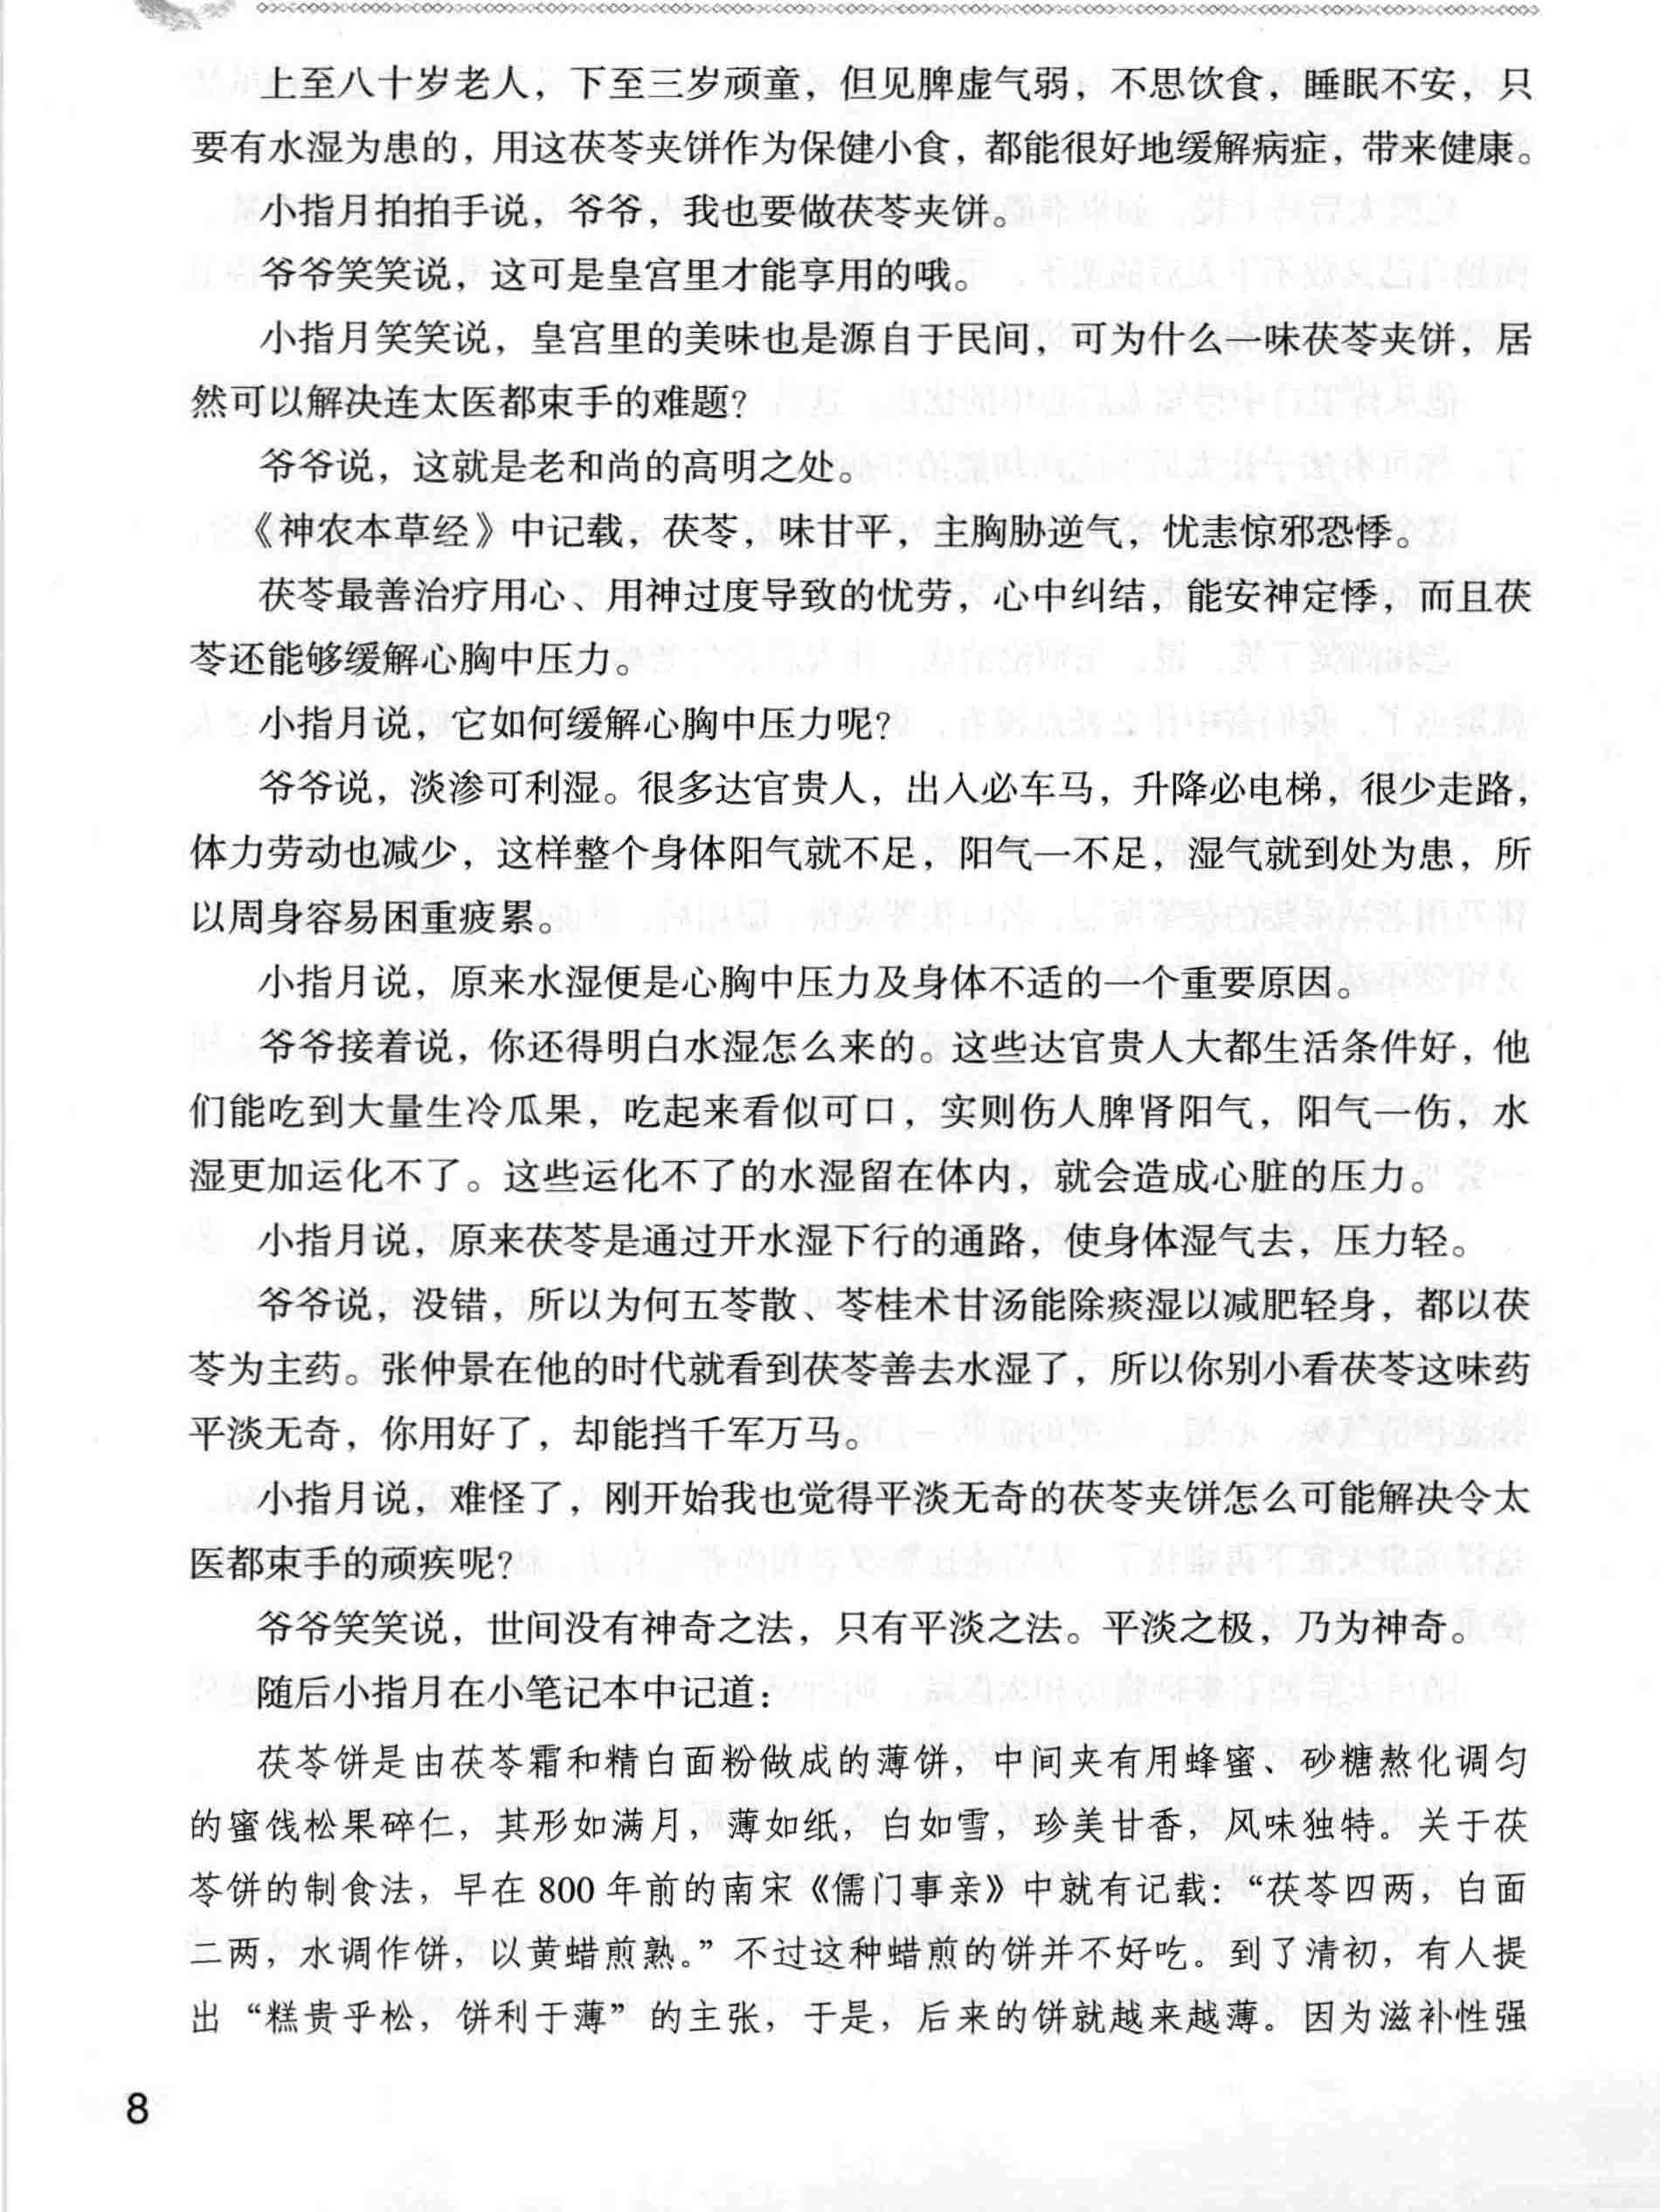 上至八十岁老人，下至三岁顽童，但见脾虚气弱，不思饮食，睡眠不安，只
要有水湿为患的，用这茯苓夹饼作为保健小食，都能很好地缓解病症，带来健康。
小指月拍拍手说，爷爷，我也要做茯苓夹饼。
爷爷笑笑说，这可是皇宫里才能享用的哦。
小指月笑笑说，皇宫里的美味也是源自于民间，可为什么一味茯苓夹饼，居
然可以解决连太医都束手的难题？
爷爷说，这就是老和尚的高明之处。
《神农本草经》中记载，茯苓，味甘平，主胸胁逆气，忧恚惊邪恐悸。
茯苓最善治疗用心、用神过度导致的忧劳，心中纠结，能安神定悸，而且茯
苓还能够缓解心胸中压力。
小指月说，它如何缓解心胸中压力呢？
爷爷说，淡渗可利湿。很多达官贵人，出入必车马，升降必电梯，很少走路，
体力劳动也减少，这样整个身体阳气就不足，阳气一不足，湿气就到处为患，所
以周身容易困重疲累。
小指月说，原来水湿便是心胸中压力及身体不适的一个重要原因。
爷爷接着说，你还得明白水湿怎么来的。这些达官贵人大都生活条件好，他
们能吃到大量生冷瓜果，吃起来看似可口，实则伤人脾肾阳气，阳气一伤，水
湿更加运化不了。这些运化不了的水湿留在体内，就会造成心脏的压力。
小指月说，原来茯苓是通过开水湿下行的通路，使身体湿气去，压力轻。
爷爷说，没错，所以为何五苓散、苓桂术甘汤能除痰湿以减肥轻身，都以茯
苓为主药。张仲景在他的时代就看到茯苓善去水湿了，所以你别小看茯苓这味药
平淡无奇，你用好了，却能挡千军万马。
小指月说，难怪了，刚开始我也觉得平淡无奇的茯苓夹饼怎么可能解决令太
医都束手的顽疾呢？
爷爷笑笑说，世间没有神奇之法，只有平淡之法。平淡之极，乃为神奇。
随后小指月在小笔记本中记道：
茯苓饼是由茯苓霜和精白面粉做成的薄饼，中间夹有用蜂蜜、砂糖熬化调匀
的蜜饯松果碎仁，其形如满月，薄如纸，白如雪，珍美甘香，风味独特。关于茯
苓饼的制食法，早在 800 年前的南宋《儒门事亲》中就有记载：“茯苓四两，白面
二两，水调作饼，以黄蜡煎熟。”不过这种蜡煎的饼并不好吃。到了清初，有人提
出“糕贵乎松，饼利于薄”的主张，于是，后来的饼就越来越薄。因为滋补性强
8